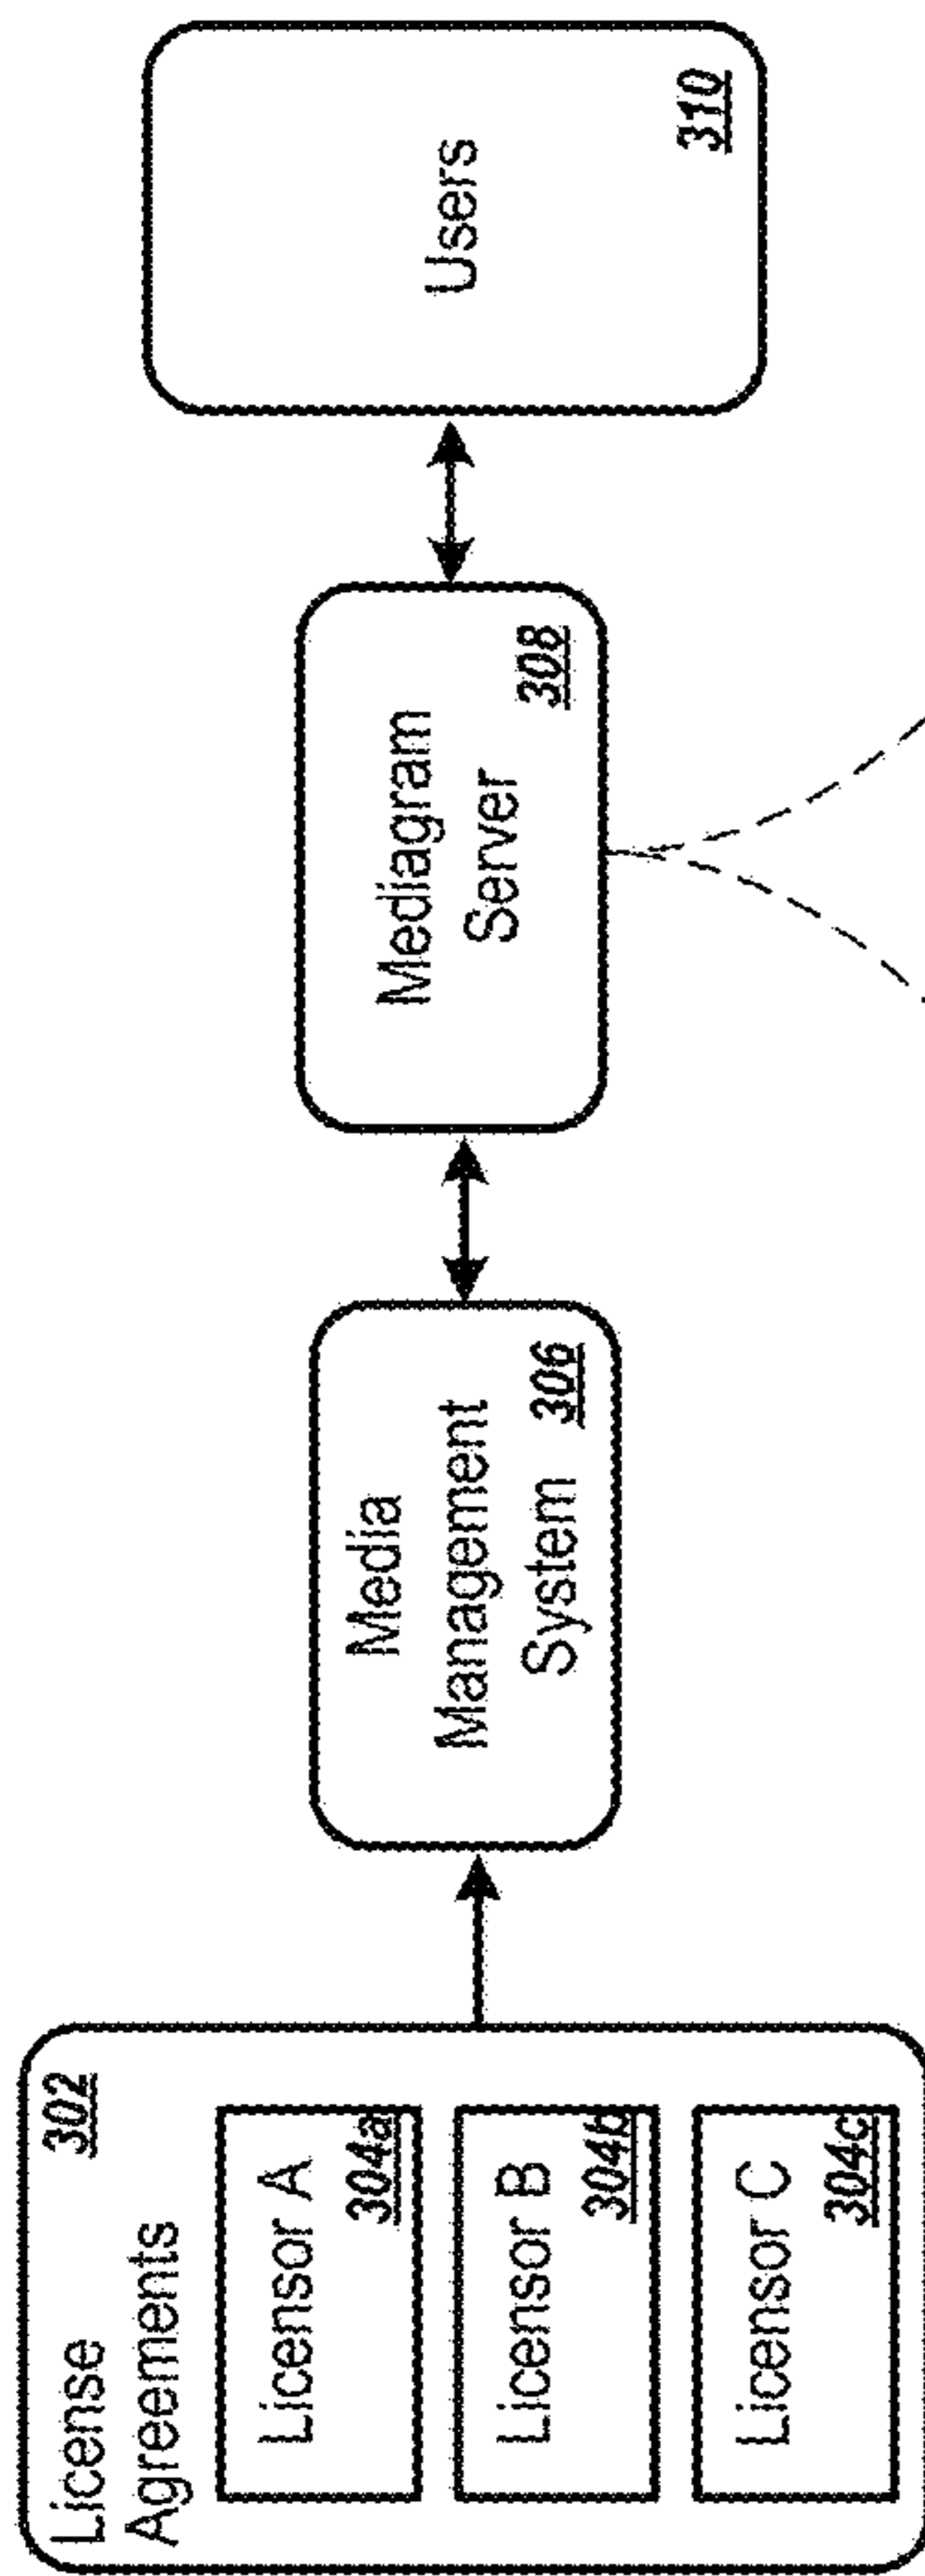 License
Agreements
302
Licensor A
304a
Licensor B
304b
Licensor C
304c
Media
Management
System 306
Mediagram
Server
308
Users
310